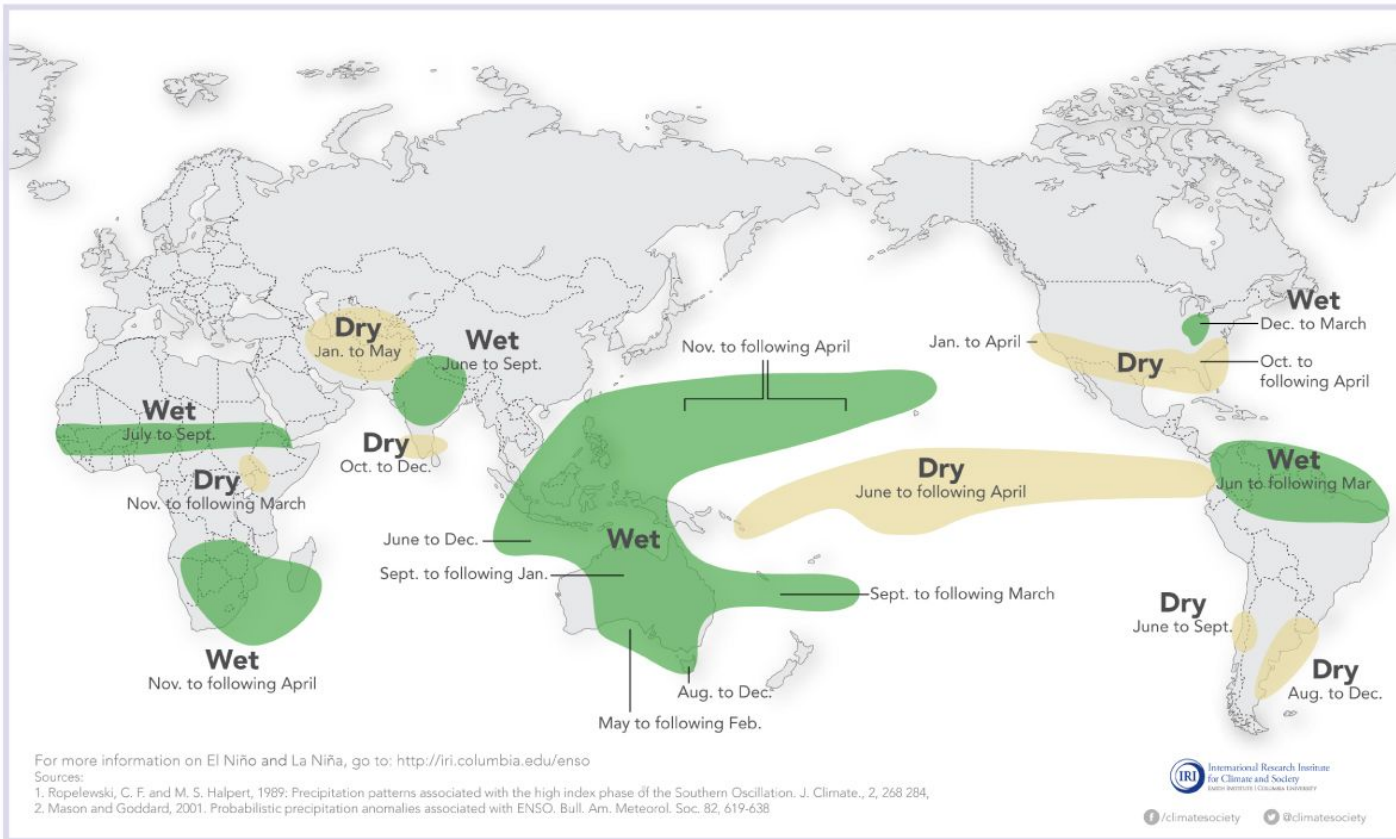 Wet
Dec. to March
Dry
Jan. to May
Wet
June to Sept.
Nov. to following April
Jan. to April
Dry
Oct. to
following April
Wet
July to Sept.
Dry
Oct. to Dec.
Dry
Nov. to following March
Dry
June to following April
Wet
Jun to following Mar
June to Dec.
Wet
Sept. to following Jan.
Sept. to following March
Dry
June to Sept.
Wet
Nov. to following April
Aug. to Dec.
May to following Feb.
Dry
Aug. to Dec.
For more information on El Niño and La Niña, go to: http://iri.columbia.edu/enso
Sources:
1. Ropelewski, C. F. and M. S. Halpert, 1989: Precipitation patterns associated with the high index phase of the Southern Oscillation. J. Climate., 2, 268 284,
2. Mason and Goddard, 2001. Probabilistic precipitation anomalies associated with ENSO. Bull. Am. Meteorol. Soc. 82, 619-638
IRI
International Research Institute
for Climate and Society
EARTH INSTITUTE | COLUMBIA UNIVERSITY
/climatesociety
@climatesociety